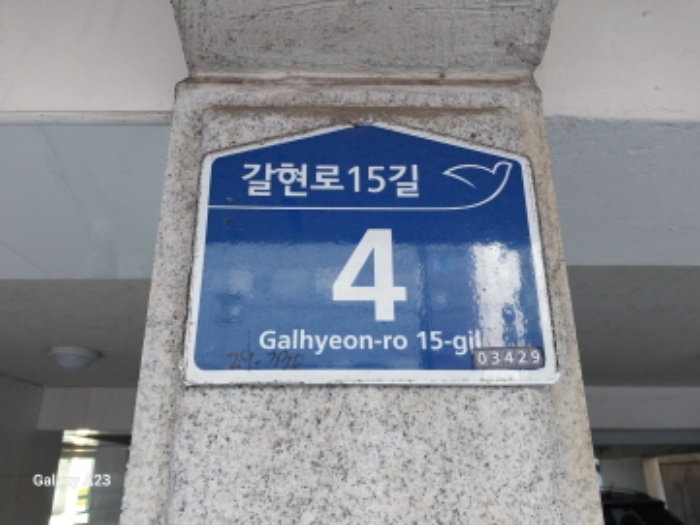 갈현로15길
4
Galhyeon-ro 15-gil
03429
Galaxy A23